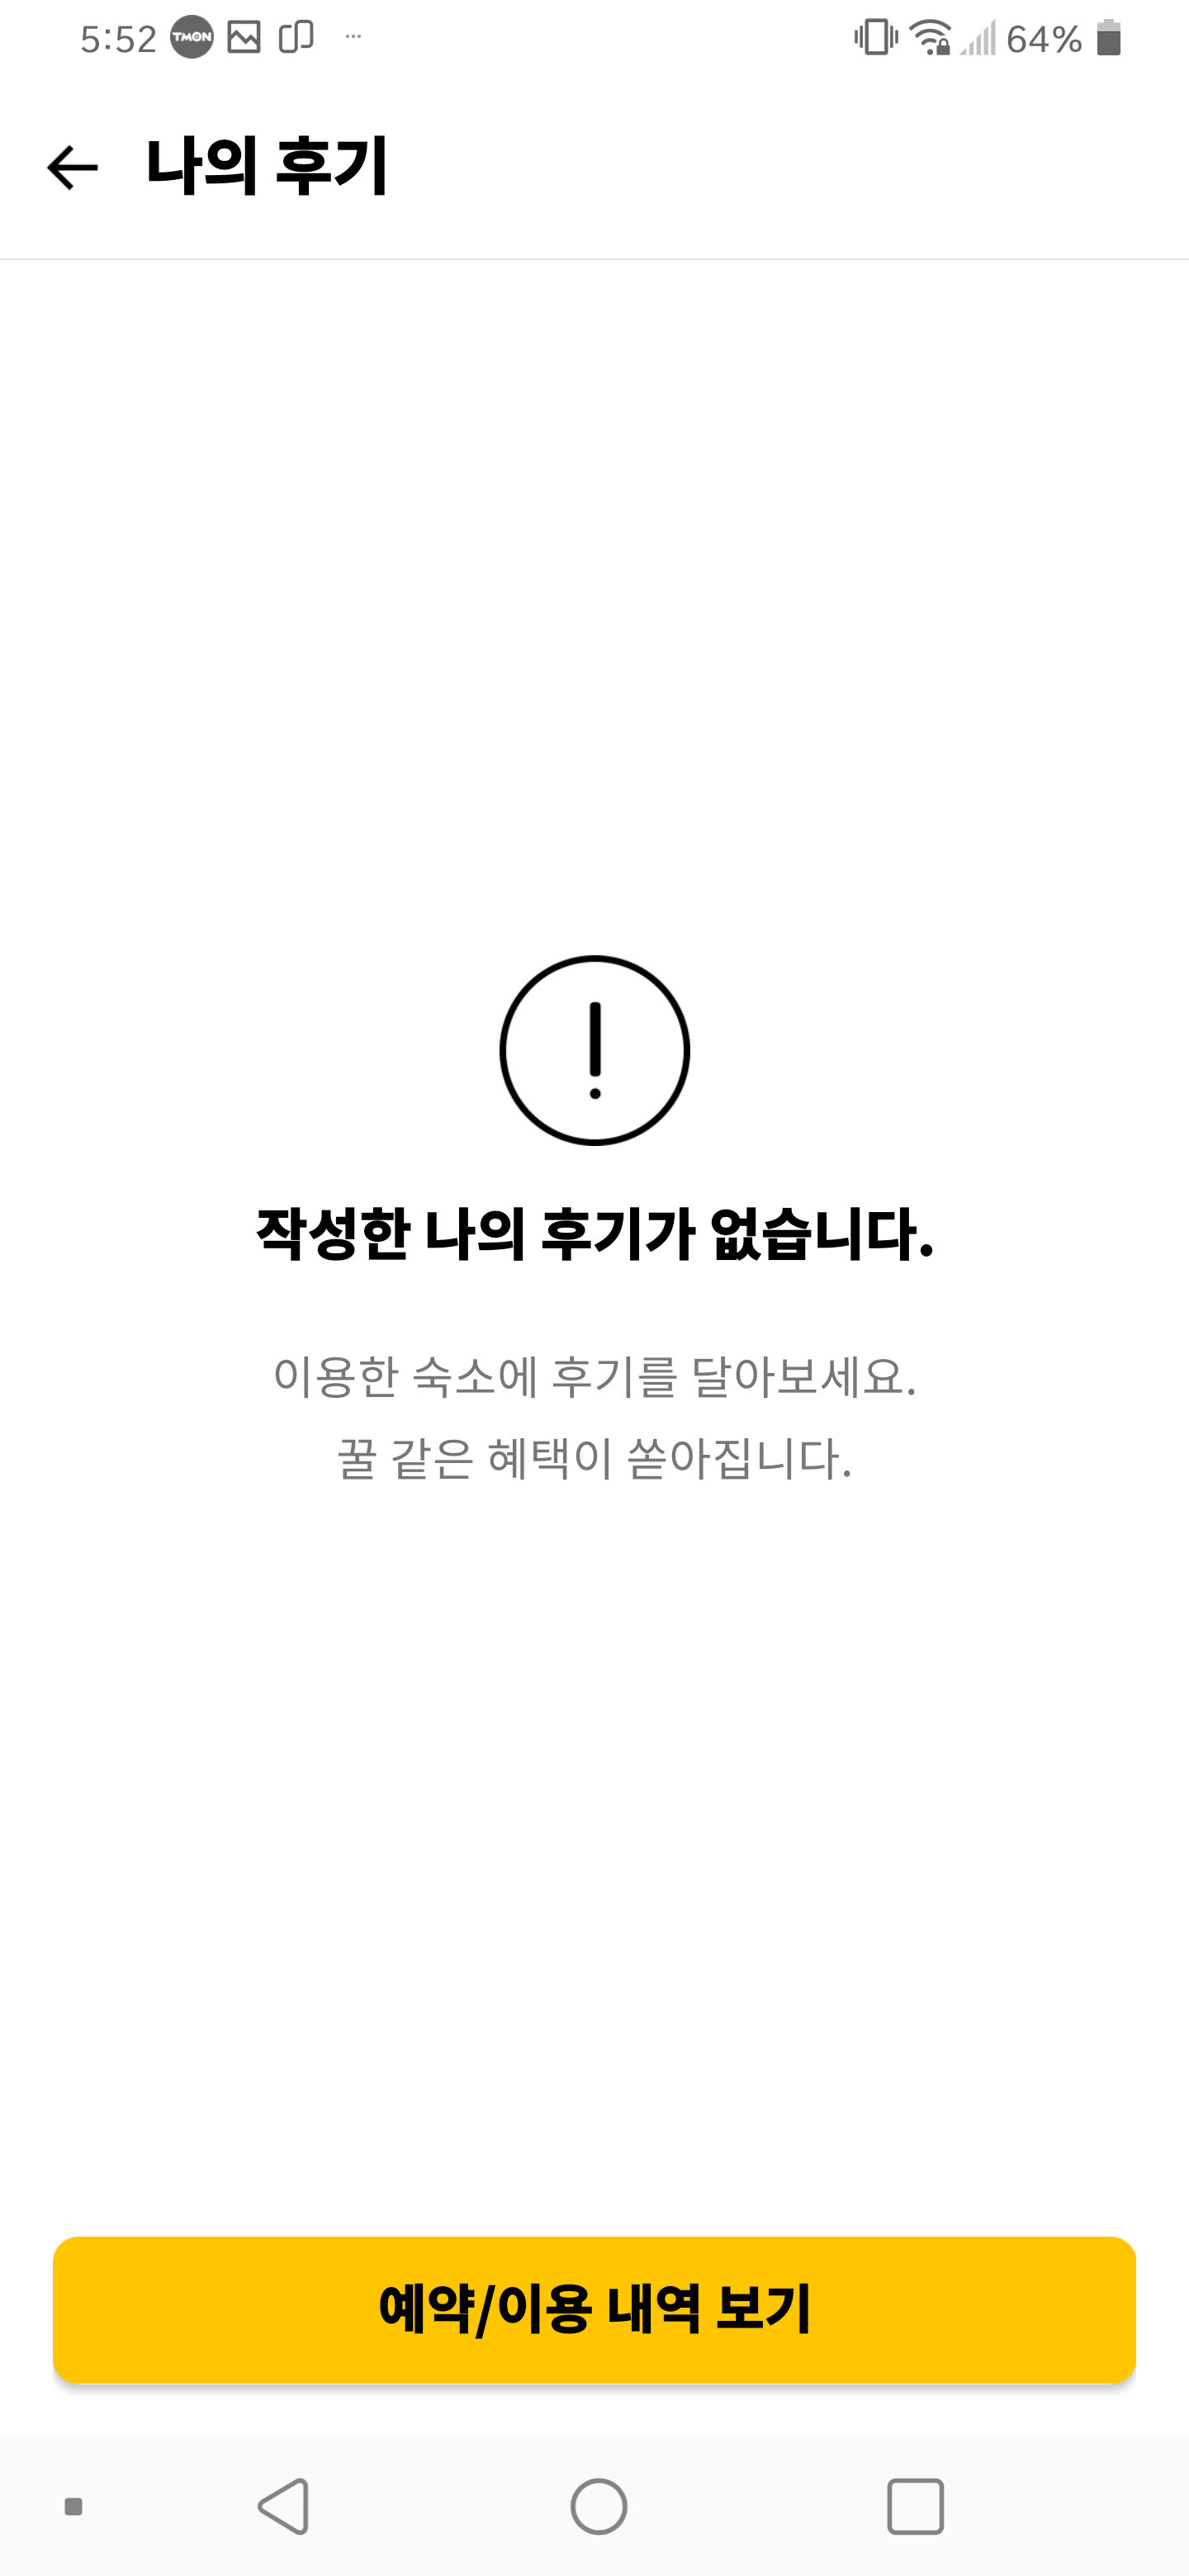 5:52 TMON ... 64%
나의 후기
작성한 나의 후기가 없습니다.
이용한 숙소에 후기를 달아보세요.
꿀 같은 혜택이 쏟아집니다.
예약/이용 내역 보기